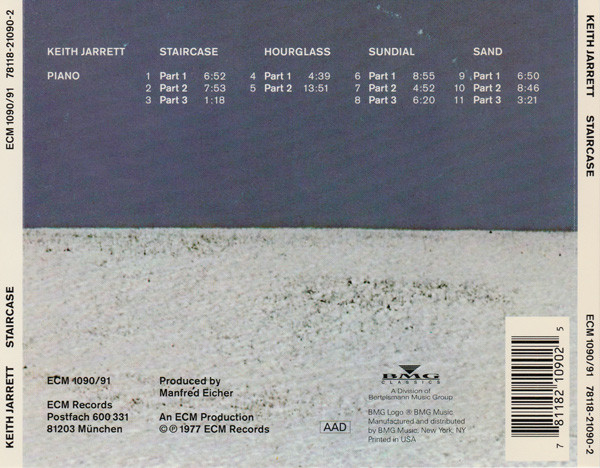 KEITH JARRETT STAIRCASE HOURGLASS SUNDIAL SAND
PIANO 1 Part 1 6:52 4 Part 1 4:39 6 Part 1 8:55 9 Part 1 6:50
2 Part 2 7:53 5 Part 2 13:51 7 Part 2 4:52 10 Part 2 8:46
3 Part 3 1:18 8 Part 3 6:20 11 Part 3 3:21
ECM 1090/91
ECM Records
Postfach 600 331
81203 München
Produced by
Manfred Eicher
An ECM Production
© ℗ 1977 ECM Records
AAD
BMG
CLASSICS
A Division of
Bertelsmann Music Group
BMG Logo ® BMG Music
Manufactured and distributed
by BMG Music, New York, NY
Printed in USA
7 81182 10902 5
KEITH JARRETT STAIRCASE ECM 1090/91 78118-21090-2
KEITH JARRETT STAIRCASE ECM 1090/91 78118-21090-2